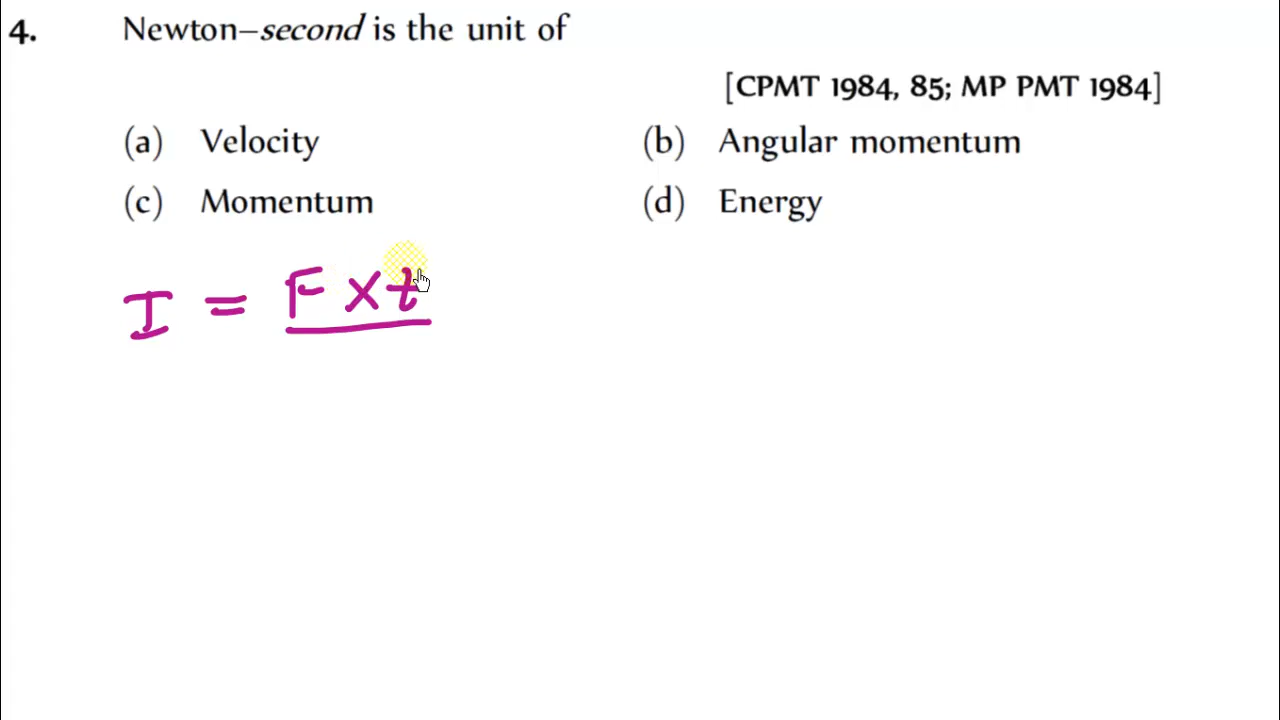 4. Newton–second is the unit of
[CPMT 1984, 85; MP PMT 1984]
(a) Velocity (b) Angular momentum
(c) Momentum (d) Energy
I = F × t